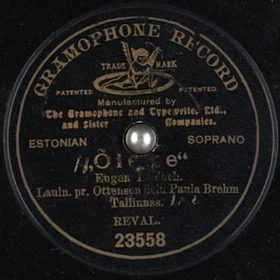 GRAMOPHONE RECORD
TRADE MARK
PATENTED PATENTED
Manufactured by
The Gramophone and Typewrite, Ltd.,
and Sister Companies.
ESTONIAN SOPRANO
Eugen
Lauln. pr. Ottenson Paula Brehm
Tallinnas.
REVAL.
23558